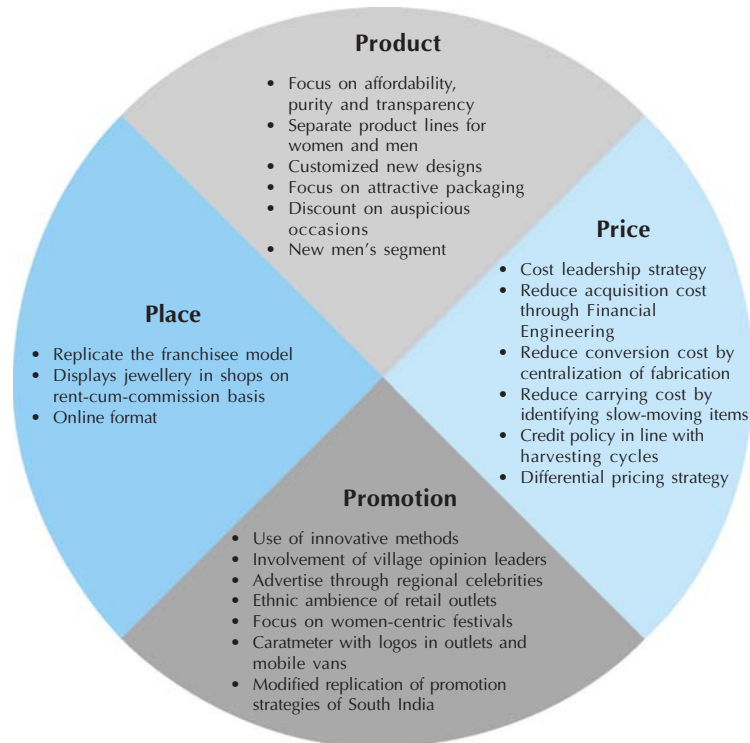 Product
• Focus on affordability,
purity and transparency
• Separate product lines for
women and men
• Customized new designs
• Focus on attractive packaging
• Discount on auspicious
occasions
• New men’s segment
Price
• Cost leadership strategy
• Reduce acquisition cost
through Financial
Engineering
• Reduce conversion cost by
centralization of fabrication
• Reduce carrying cost by
identifying slow-moving items
• Credit policy in line with
harvesting cycles
• Differential pricing strategy
Place
• Replicate the franchisee model
• Displays jewellery in shops on
rent-cum-commission basis
• Online format
Promotion
• Use of innovative methods
• Involvement of village opinion leaders
• Advertise through regional celebrities
• Ethnic ambience of retail outlets
• Focus on women-centric festivals
• Caratmeter with logos in outlets and
mobile vans
• Modified replication of promotion
strategies of South India